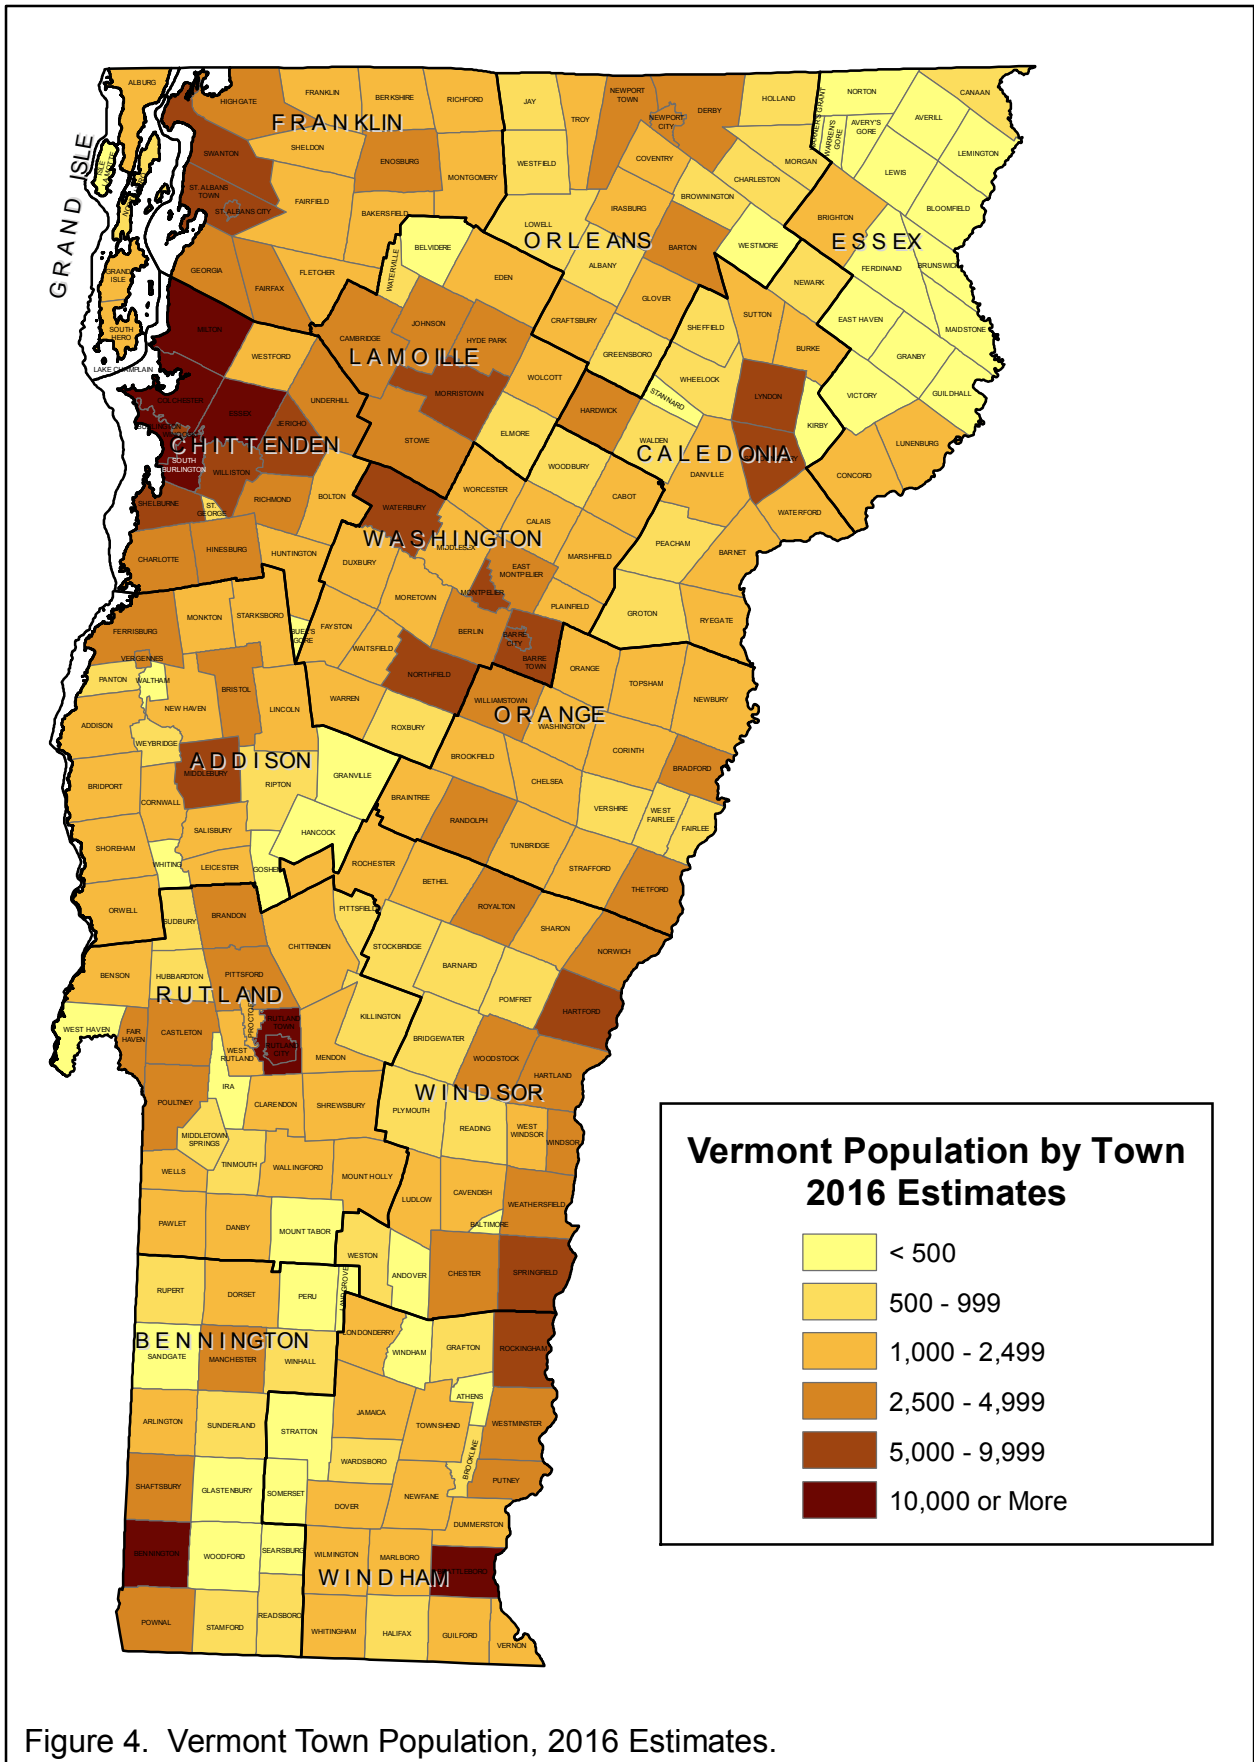 ALBURG
HIGHGATE
FRANKLIN
BERKSHIRE
RICHFORD
JAY
TROY
NEWPORT
TOWN
NEWPORT
CITY
DERBY
HOLLAND
NORTON
CANAAN
AVERILL
AVERY'S
GORE
WARREN'S
GORE
LEMINGTON
F R A N K L I N
SHELDON
SWANTON
ENOSBURG
MONTGOMERY
WESTFIELD
COVENTRY
MORGAN
CHARLESTON
LEWIS
BLOOMFIELD
G R A N D I S L E
ISLE
LA MOTTE
ST. ALBANS
TOWN
ST. ALBANS CITY
FAIRFIELD
BAKERSFIELD
BROWNINGTON
IRASBURG
BRIGHTON
E S S E X
LOWELL
O R L E A N S
BARTON
WESTMORE
BELVIDERE
WATERVILLE
EDEN
ALBANY
FERDINAND
BRUNSWICK
GRAND
ISLE
GEORGIA
FAIRFAX
FLETCHER
GLOVER
NEWARK
SOUTH
HERO
MILTON
CAMBRIDGE
JOHNSON
HYDE PARK
CRAFTSBURY
SHEFFIELD
SUTTON
EAST HAVEN
MAIDSTONE
LAKE CHAMPLAIN
WESTFORD
L A M O I L L E
GREENSBORO
BURKE
GRANBY
WOLCOTT
WHEELOCK
GUILDHALL
COLCHESTER
ESSEX
UNDERHILL
MORRISTOWN
STANNARD
LYNDON
VICTORY
JERICHO
HARDWICK
KIRBY
C H I T T E N D E N
STOWE
ELMORE
WALDEN
C A L E D O N I A
LUNENBURG
SOUTH
BURLINGTON
WILLISTON
WOODBURY
DANVILLE
CONCORD
SHELBURNE
ST.
GEORGE
RICHMOND
BOLTON
WATERBURY
WORCESTER
CABOT
WATERFORD
CALAIS
W A S H I N G T O N
PEACHAM
CHARLOTTE
HINESBURG
HUNTINGTON
DUXBURY
MIDDLESEX
MARSHFIELD
BARNET
EAST
MONTPELIER
MONTPELIER
MORETOWN
PLAINFIELD
GROTON
RYEGATE
FERRISBURG
MONKTON
STARKSBORO
BUEL'S
GORE
FAYSTON
BERLIN
BARRE
CITY
BARRE
TOWN
WAITSFIELD
VERGENNES
PANTON
WALTHAM
BRISTOL
NORTHFIELD
ORANGE
TOPSHAM
NEWBURY
NEW HAVEN
LINCOLN
WARREN
WILLIAMSTOWN
O R A N G E
WASHINGTON
ADDISON
ROXBURY
WEYBRIDGE
A D D I S O N
BROOKFIELD
CORINTH
BRADFORD
MIDDLEBURY
RIPTON
GRANVILLE
CHELSEA
BRIDPORT
CORNWALL
BRAINTREE
VERSHIRE
WEST
FAIRLEE
FAIRLEE
RANDOLPH
SALISBURY
HANCOCK
TUNBRIDGE
SHOREHAM
WHITING
LEICESTER
GOSHEN
ROCHESTER
STRAFFORD
BETHEL
THETFORD
ORWELL
SUDBURY
BRANDON
PITTSFIELD
ROYALTON
SHARON
CHITTENDEN
STOCKBRIDGE
NORWICH
BENSON
HUBBARDTON
PITTSFORD
BARNARD
POMFRET
R U T L A N D
HARTFORD
WEST HAVEN
FAIR
HAVEN
CASTLETON
PROCTOR
RUTLAND
TOWN
RUTLAND
CITY
KILLINGTON
BRIDGEWATER
WEST
RUTLAND
MENDON
WOODSTOCK
HARTLAND
IRA
W I N D S O R
POULTNEY
CLARENDON
SHREWSBURY
PLYMOUTH
READING
WEST
WINDSOR
WINDSOR
MIDDLETOWN
SPRINGS
TINMOUTH
WELLS
WALLINGFORD
MOUNT HOLLY
LUDLOW
CAVENDISH
WEATHERSFIELD
PAWLET
DANBY
MOUNT TABOR
BALTIMORE
WESTON
ANDOVER
CHESTER
SPRINGFIELD
RUPERT
DORSET
PERU
LANDGROVE
B E N N I N G T O N
LONDONDERRY
WINDHAM
GRAFTON
ROCKINGHAM
SANDGATE
MANCHESTER
WINHALL
ATHENS
ARLINGTON
SUNDERLAND
STRATTON
JAMAICA
TOWNSHEND
WESTMINSTER
WARDSBORO
BROOKLINE
SHAFTSBURY
GLASTENBURY
SOMERSET
NEWFANE
PUTNEY
DOVER
DUMMERSTON
BENNINGTON
WOODFORD
SEARSBURG
WILMINGTON
MARLBORO
W I N D H A M
POWNAL
STAMFORD
READSBORO
WHITINGHAM
HALIFAX
GUILFORD
VERNON
Vermont Population by Town
2016 Estimates
< 500
500 - 999
1,000 - 2,499
2,500 - 4,999
5,000 - 9,999
10,000 or More
Figure 4.  Vermont Town Population, 2016 Estimates.